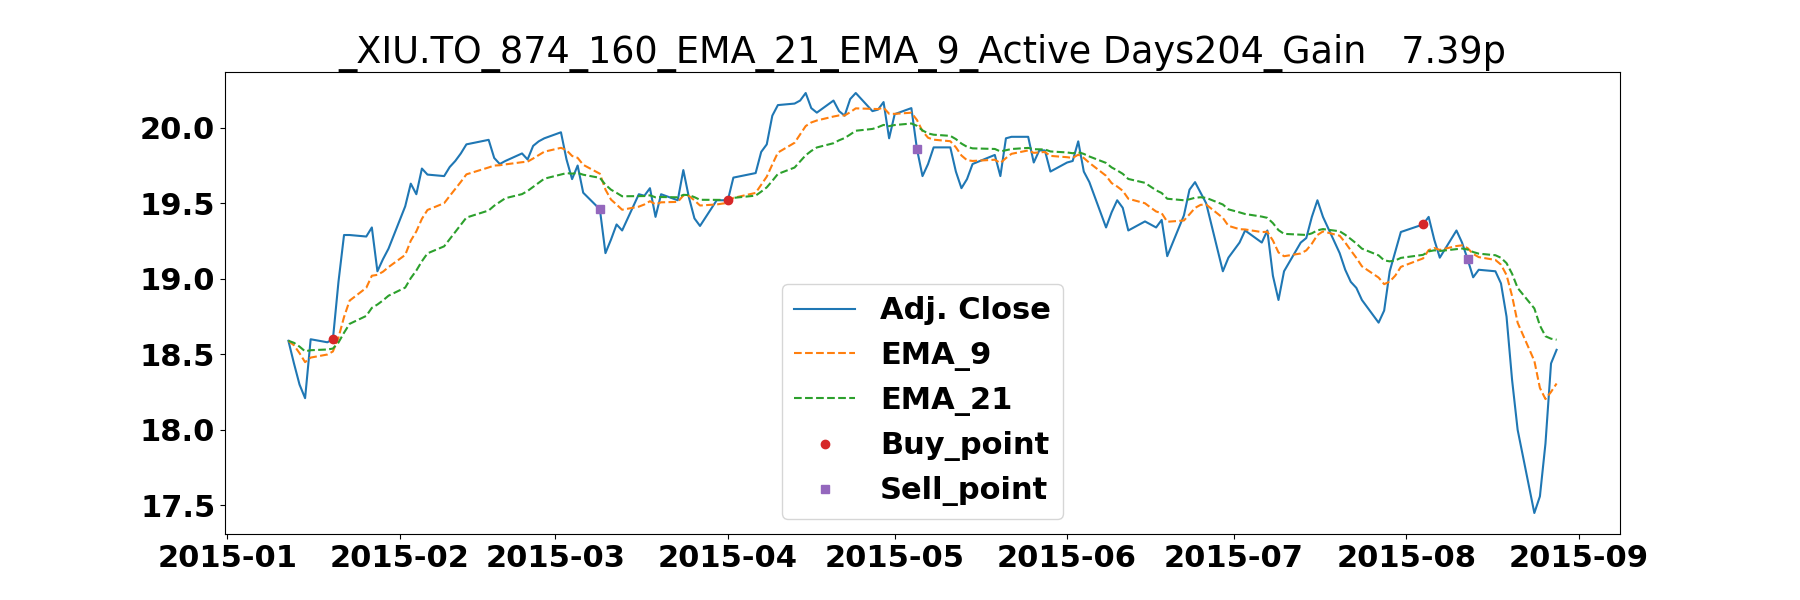 _XIU.TO_874_160_EMA_21_EMA_9_Active Days204_Gain   7.39p
20.0
19.5
19.0
18.5
18.0
17.5
Adj. Close
EMA_9
EMA_21
Buy_point
Sell_point
2015-01 2015-02 2015-03 2015-04 2015-05 2015-06 2015-07 2015-08 2015-09